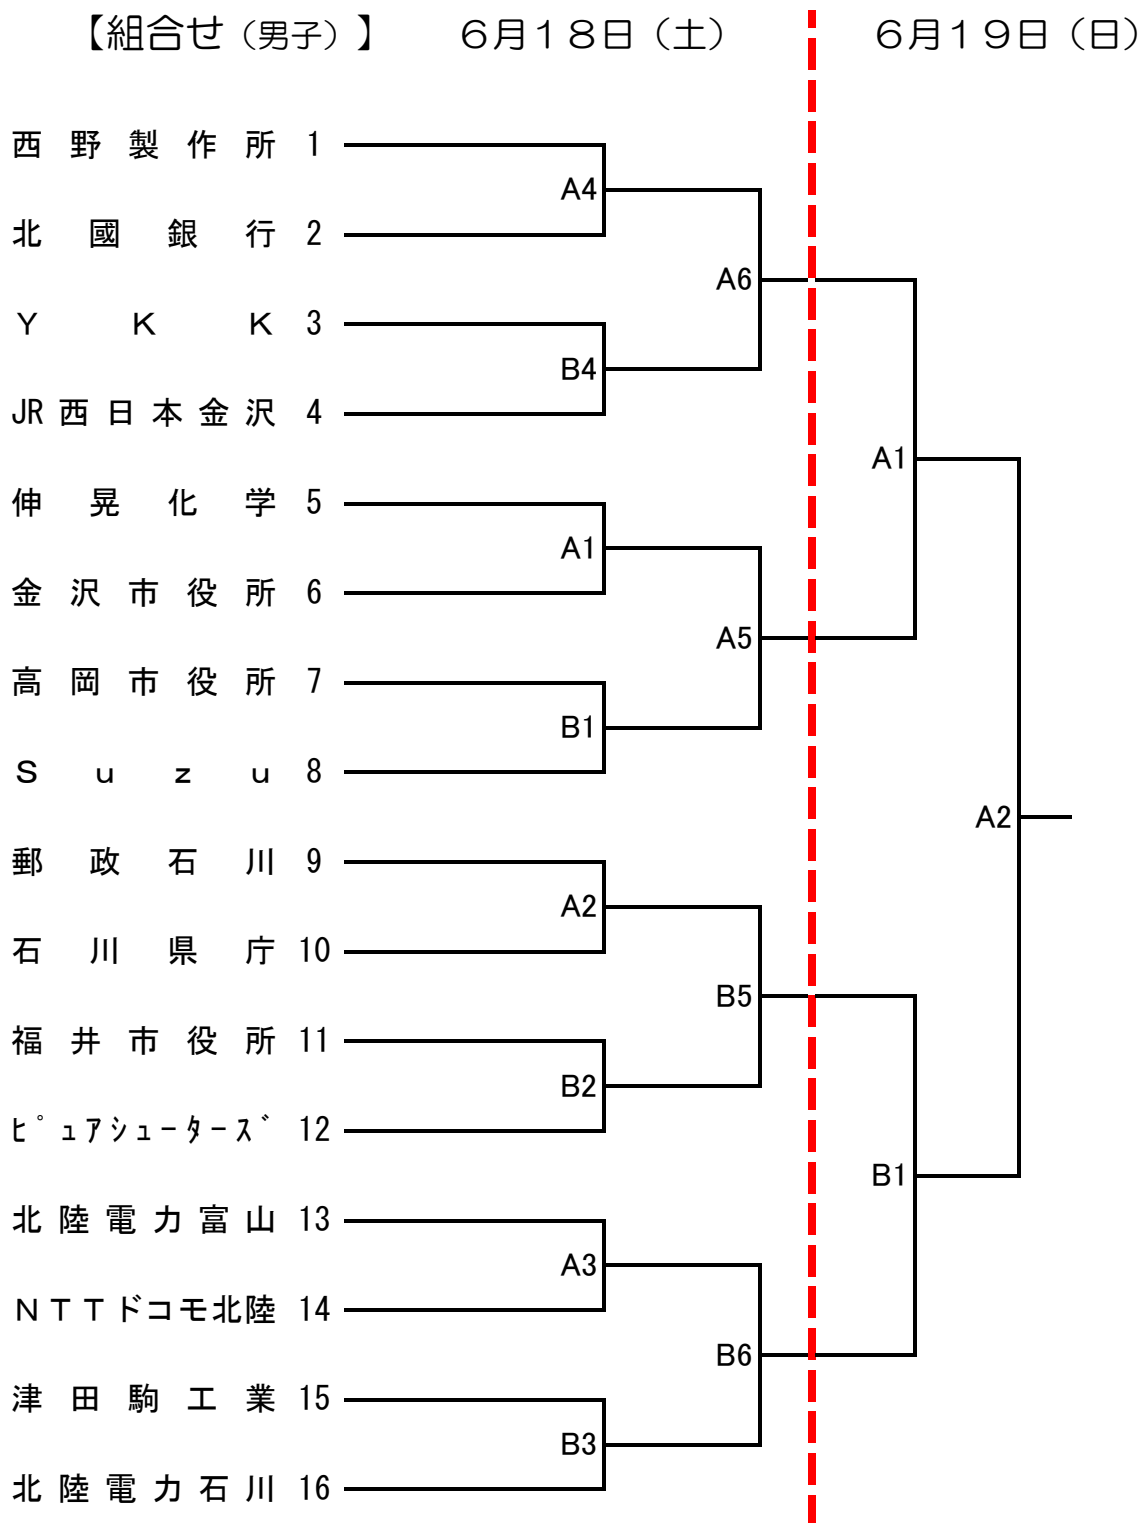 【組合せ（男子）】 ６月１８日（土） ６月１９日（日）
西野製作所 1
A4
北國銀行 2
A6
ＹＫＫ 3
B4
JR西日本金沢 4
A1
伸晃化学 5
A1
金沢市役所 6
A5
高岡市役所 7
B1
Ｓｕｚｕ 8
A2
郵政石川 9
A2
石川県庁 10
B5
福井市役所 11
B2
ﾋﾟｭｱｼｭｰﾀｰｽﾞ 12
B1
北陸電力富山 13
A3
ＮＴＴドコモ北陸 14
B6
津田駒工業 15
B3
北陸電力石川 16